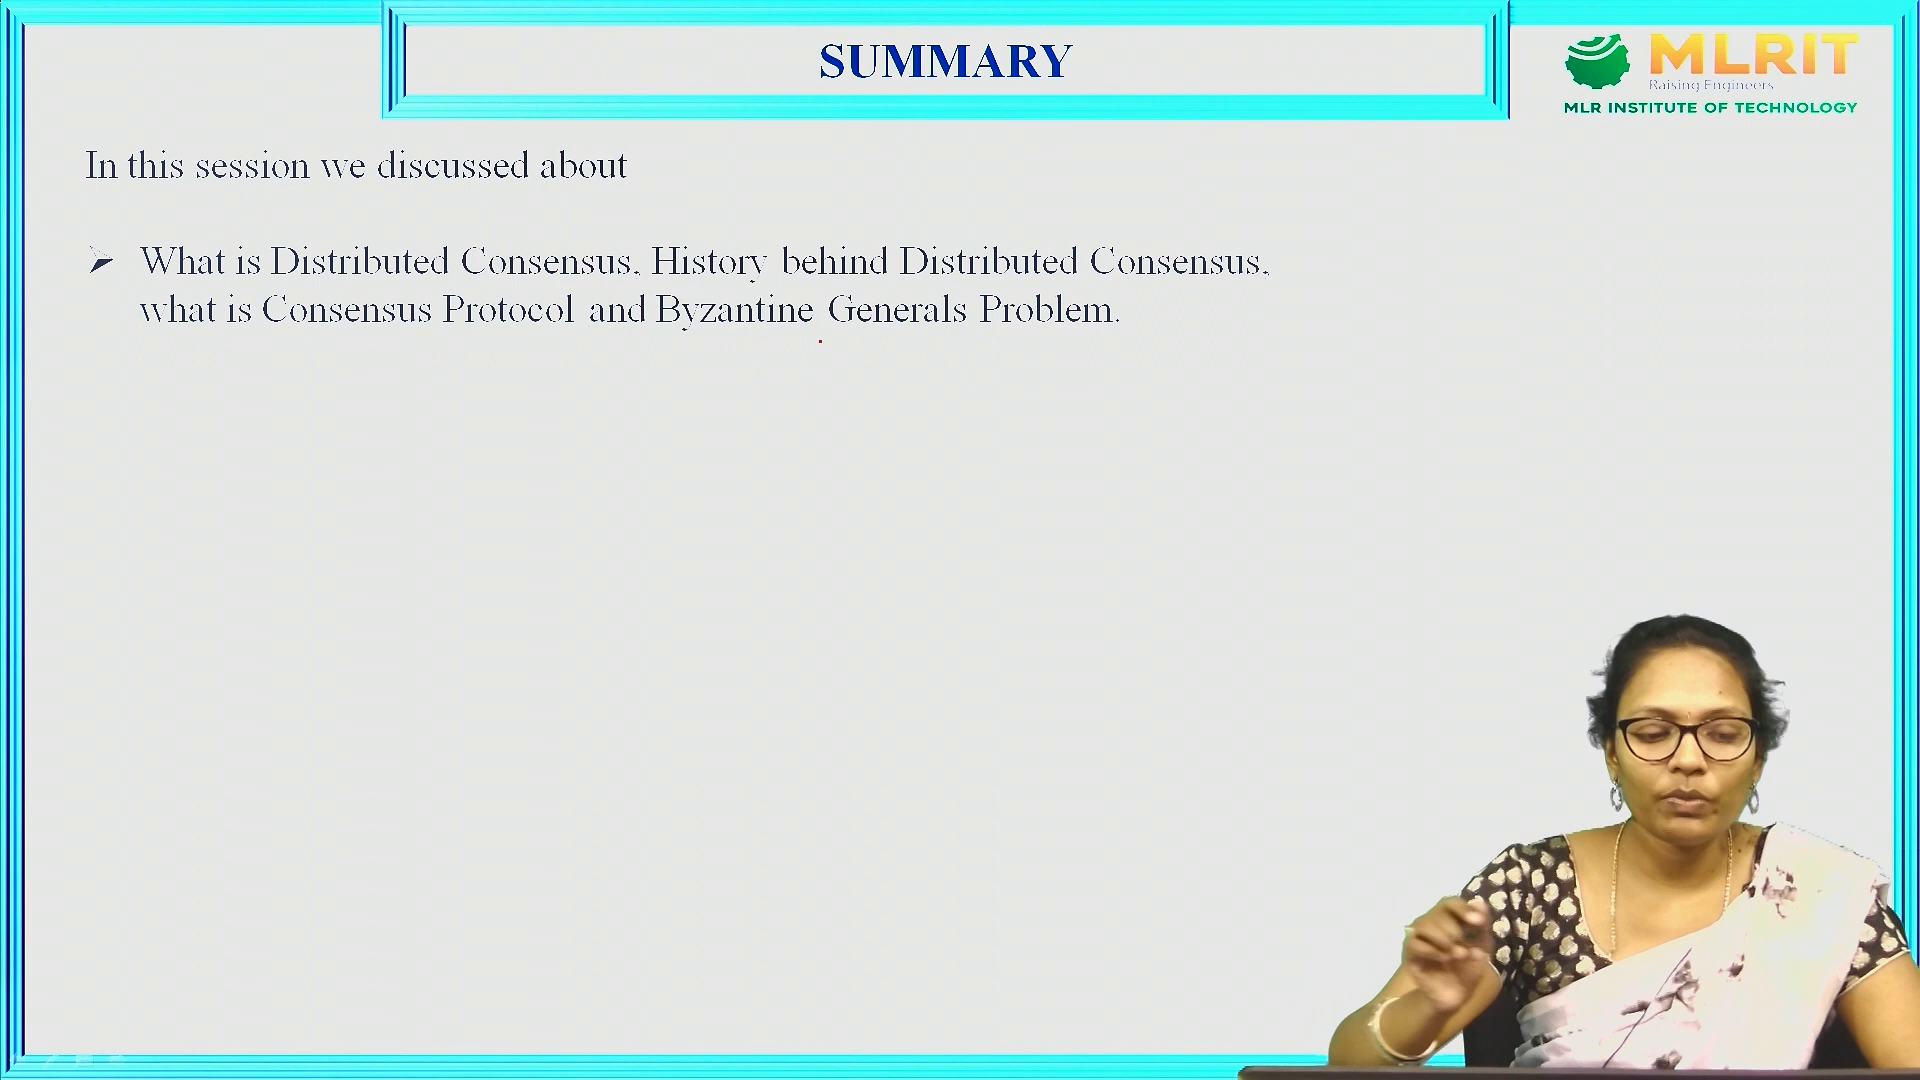 SUMMARY
MLRIT
Raising Engineers
MLR INSTITUTE OF TECHNOLOGY
In this session we discussed about
What is Distributed Consensus, History behind Distributed Consensus,
what is Consensus Protocol and Byzantine Generals Problem.